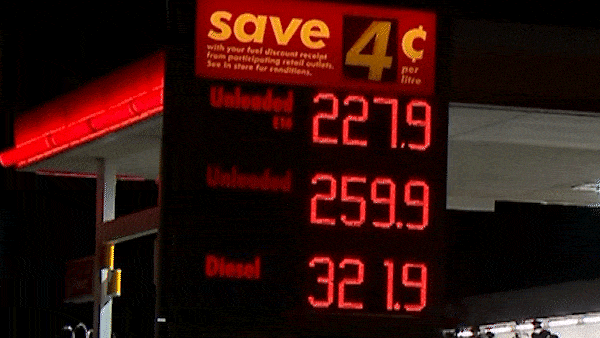 save 4¢
with your fuel discount receipt
from participating retail outlets.
See in store for conditions.
per
litre
Unleaded 227.9
E10
Unleaded 259.9
Diesel 321.9